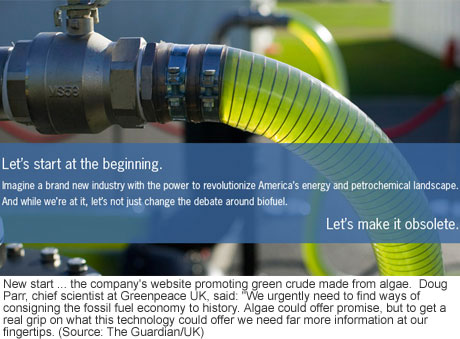 VS58
Let's start at the beginning.
Imagine a brand new industry with the power to revolutionize America's energy and petrochemical landscape.
And while we're at it, let's not just change the debate around biofuel.
Let's make it obsolete.
New start ... the company's website promoting green crude made from algae.  Doug
Parr, chief scientist at Greenpeace UK, said: "We urgently need to find ways of
consigning the fossil fuel economy to history. Algae could offer promise, but to get a
real grip on what this technology could offer we need far more information at our
fingertips. (Source: The Guardian/UK)